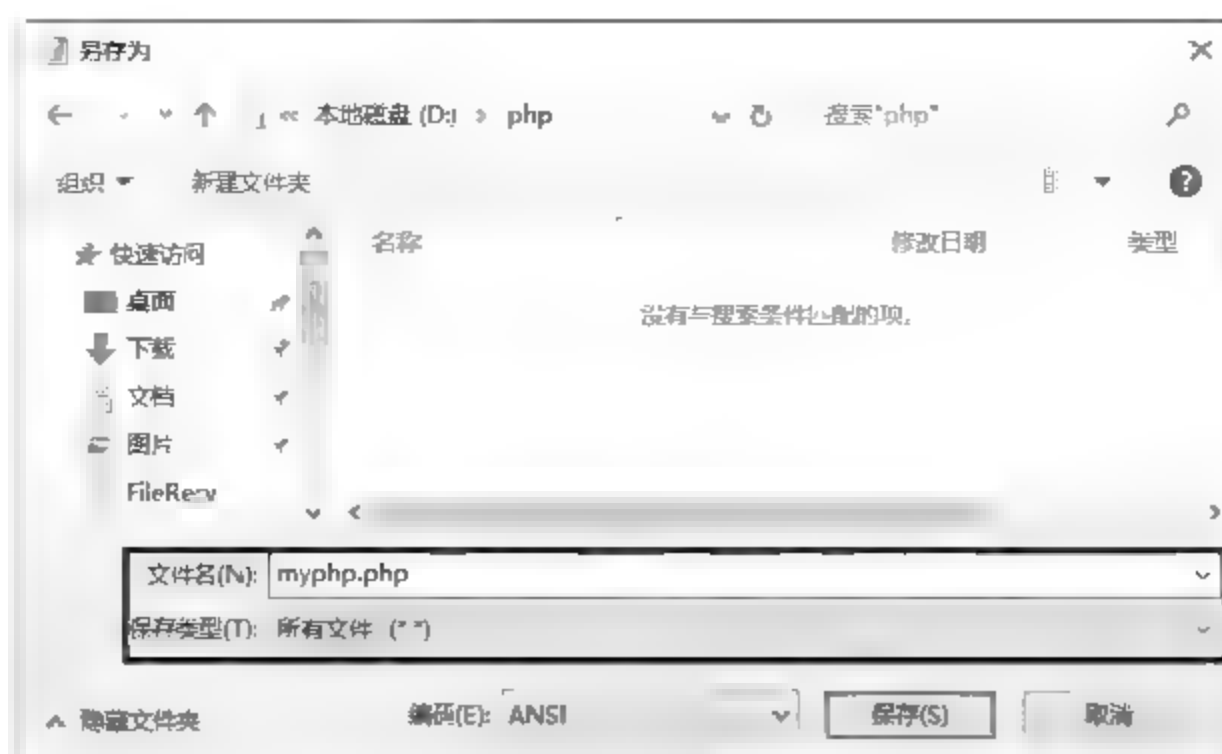 另存为
« 本地磁盘 (D:) > php
搜索"php"
组织 新建文件夹
快速访问
桌面
下载
文档
图片
名称 修改日期 类型
没有与搜索条件匹配的项。
文件名(N): myphp.php
保存类型(T): 所有文件 (*.*)
隐藏文件夹
编码(E): ANSI
保存(S)
取消